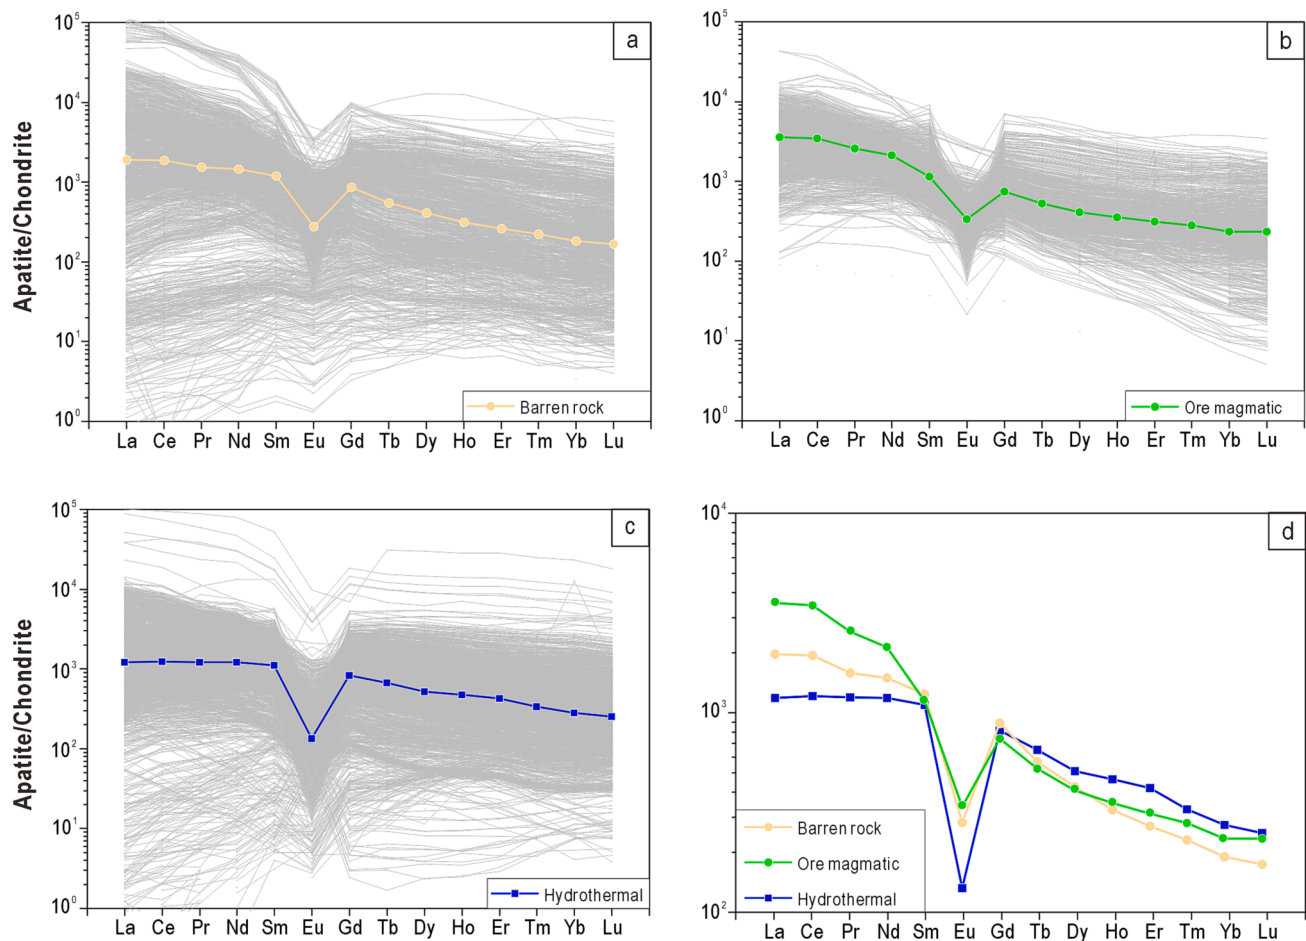 a
10^5
10^4
10^3
10^2
10^1
10^0
Apatite/Chondrite
Barren rock
La Ce Pr Nd Sm Eu Gd Tb Dy Ho Er Tm Yb Lu
b
10^5
10^4
10^3
10^2
10^1
10^0
Ore magmatic
La Ce Pr Nd Sm Eu Gd Tb Dy Ho Er Tm Yb Lu
c
10^5
10^4
10^3
10^2
10^1
10^0
Apatite/Chondrite
Hydrothermal
La Ce Pr Nd Sm Eu Gd Tb Dy Ho Er Tm Yb Lu
d
10^4
10^3
10^2
Barren rock
Ore magmatic
Hydrothermal
La Ce Pr Nd Sm Eu Gd Tb Dy Ho Er Tm Yb Lu